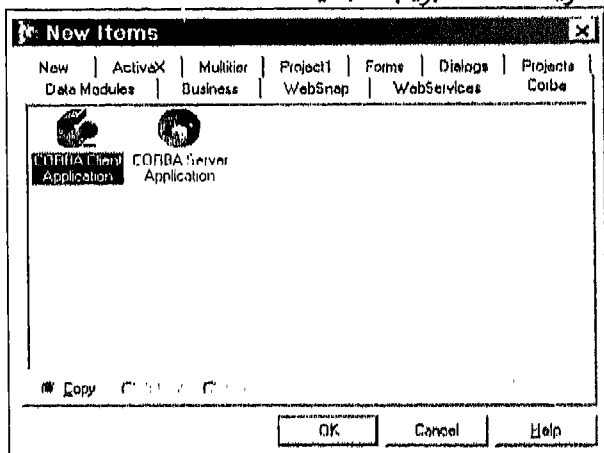 New Items
New ActiveX Multitier Project1 Forms Dialogs Projects
Data Modules Business WebSnap WebServices Corba
CORBA Client Application
CORBA Server Application
Copy
OK Cancel Help